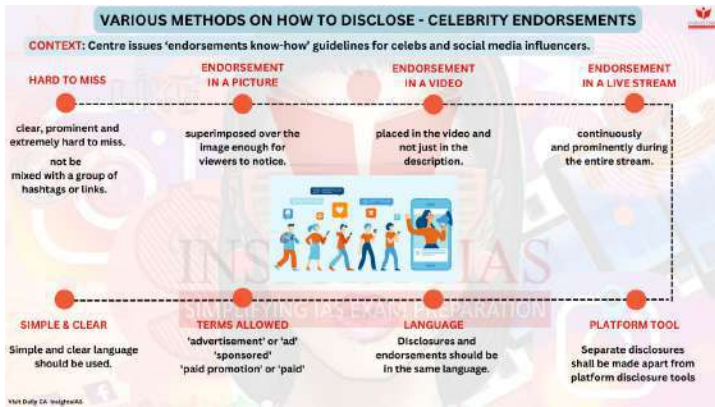 VARIOUS METHODS ON HOW TO DISCLOSE - CELEBRITY ENDORSEMENTS
CONTEXT: Centre issues ‘endorsements know-how’ guidelines for celebs and social media influencers.
HARD TO MISS
clear, prominent and
extremely hard to miss.
not be
mixed with a group of
hashtags or links.
ENDORSEMENT
IN A PICTURE
superimposed over the
image enough for
viewers to notice.
ENDORSEMENT
IN A VIDEO
placed in the video and
not just in the
description.
ENDORSEMENT
IN A LIVE STREAM
continuously
and prominently during
the entire stream.
SIMPLIFYING IAS EXAM PREPARATION
SIMPLE & CLEAR
Simple and clear language
should be used.
TERMS ALLOWED
'advertisement' or 'ad'
'sponsored'
'paid promotion' or 'paid'
LANGUAGE
Disclosures and
endorsements should be
in the same language.
PLATFORM TOOL
Separate disclosures
shall be made apart from
platform disclosure tools
Visit Daily CA InsightsIAS